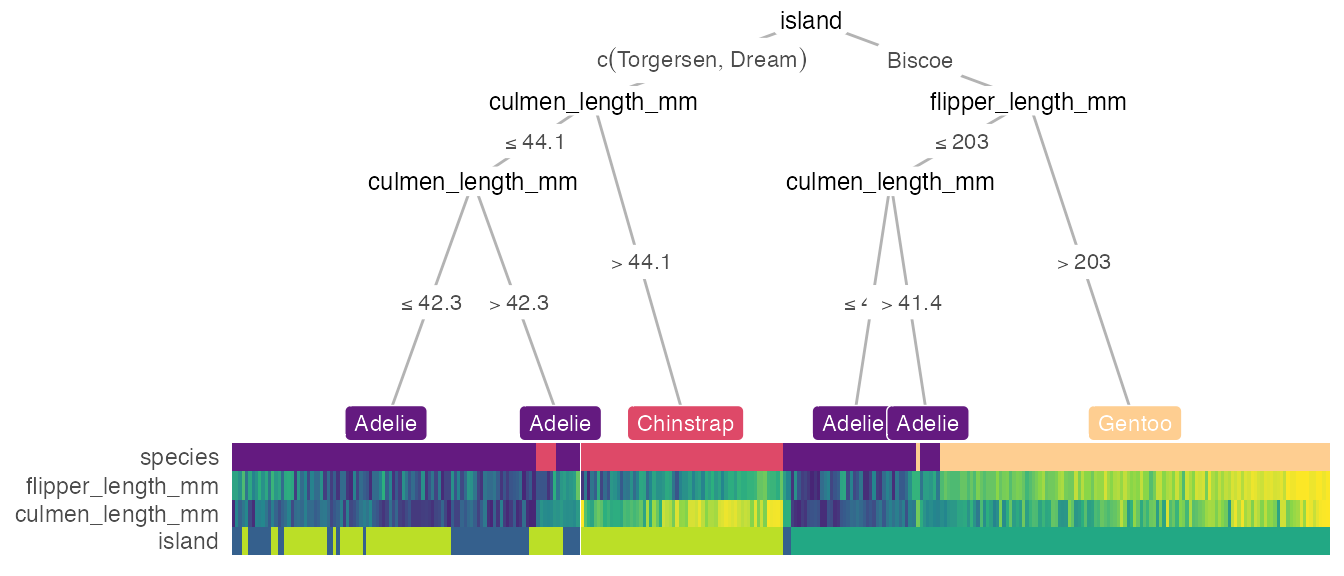 island
c(Torgersen, Dream) Biscoe
culmen_length_mm flipper_length_mm
≤ 44.1 ≤ 203
culmen_length_mm culmen_length_mm
> 44.1 > 203
≤ 42.3 > 42.3 ≤ > 41.4
Adelie Adelie Chinstrap Adelie Adelie Gentoo
species
flipper_length_mm
culmen_length_mm
island